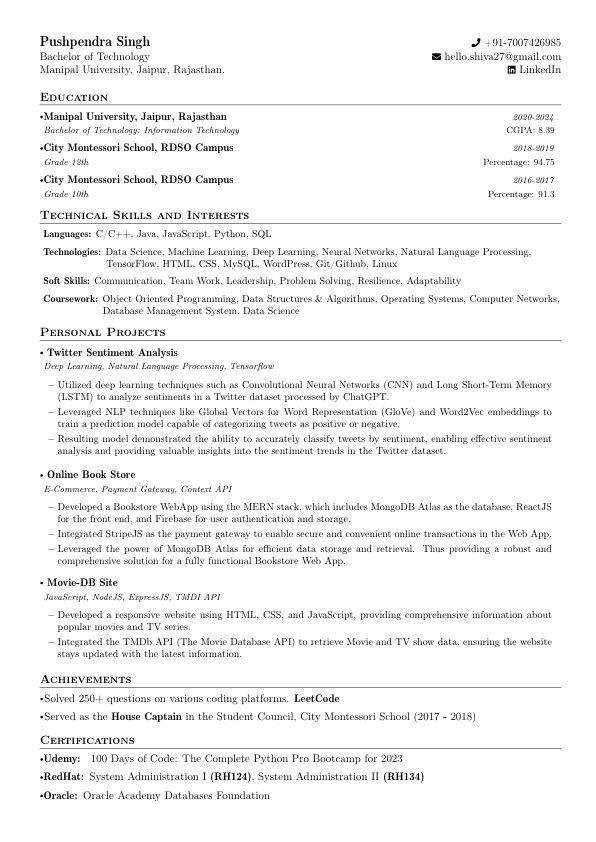 Pushpendra Singh
+91-7007426985
Bachelor of Technology
hello.shiva27@gmail.com
Manipal University, Jaipur, Rajasthan.
LinkedIn
Education
•Manipal University, Jaipur, Rajasthan 2020-2024
Bachelor of Technology: Information Technology CGPA: 8.39
•City Montessori School, RDSO Campus 2018-2019
Grade 12th Percentage: 94.75
•City Montessori School, RDSO Campus 2016-2017
Grade 10th Percentage: 91.3
Technical Skills and Interests
Languages: C/C++, Java, JavaScript, Python, SQL
Technologies: Data Science, Machine Learning, Deep Learning, Neural Networks, Natural Language Processing,
TensorFlow, HTML, CSS, MySQL, WordPress, Git/Github, Linux
Soft Skills: Communication, Team Work, Leadership, Problem Solving, Resilience, Adaptability
Coursework: Object Oriented Programming, Data Structures & Algorithms, Operating Systems, Computer Networks,
Database Management System, Data Science
Personal Projects
• Twitter Sentiment Analysis
Deep Learning, Natural Language Processing, Tensorflow
– Utilized deep learning techniques such as Convolutional Neural Networks (CNN) and Long Short-Term Memory
(LSTM) to analyze sentiments in a Twitter dataset processed by ChatGPT.
– Leveraged NLP techniques like Global Vectors for Word Representation (GloVe) and Word2Vec embeddings to
train a prediction model capable of categorizing tweets as positive or negative.
– Resulting model demonstrated the ability to accurately classify tweets by sentiment, enabling effective sentiment
analysis and providing valuable insights into the sentiment trends in the Twitter dataset.
• Online Book Store
E-Commerce, Payment Gateway, Context API
– Developed a Bookstore WebApp using the MERN stack, which includes MongoDB Atlas as the database, ReactJS
for the front end, and Firebase for user authentication and storage.
– Integrated StripeJS as the payment gateway to enable secure and convenient online transactions in the Web App.
– Leveraged the power of MongoDB Atlas for efficient data storage and retrieval. Thus providing a robust and
comprehensive solution for a fully functional Bookstore Web App.
• Movie-DB Site
JavaScript, NodeJS, ExpressJS, TMDI API
– Developed a responsive website using HTML, CSS, and JavaScript, providing comprehensive information about
popular movies and TV series.
– Integrated the TMDb API (The Movie Database API) to retrieve Movie and TV show data, ensuring the website
stays updated with the latest information.
Achievements
•Solved 250+ questions on various coding platforms. LeetCode
•Served as the House Captain in the Student Council, City Montessori School (2017 - 2018)
Certifications
•Udemy: 100 Days of Code: The Complete Python Pro Bootcamp for 2023
•RedHat: System Administration I (RH124), System Administration II (RH134)
•Oracle: Oracle Academy Databases Foundation